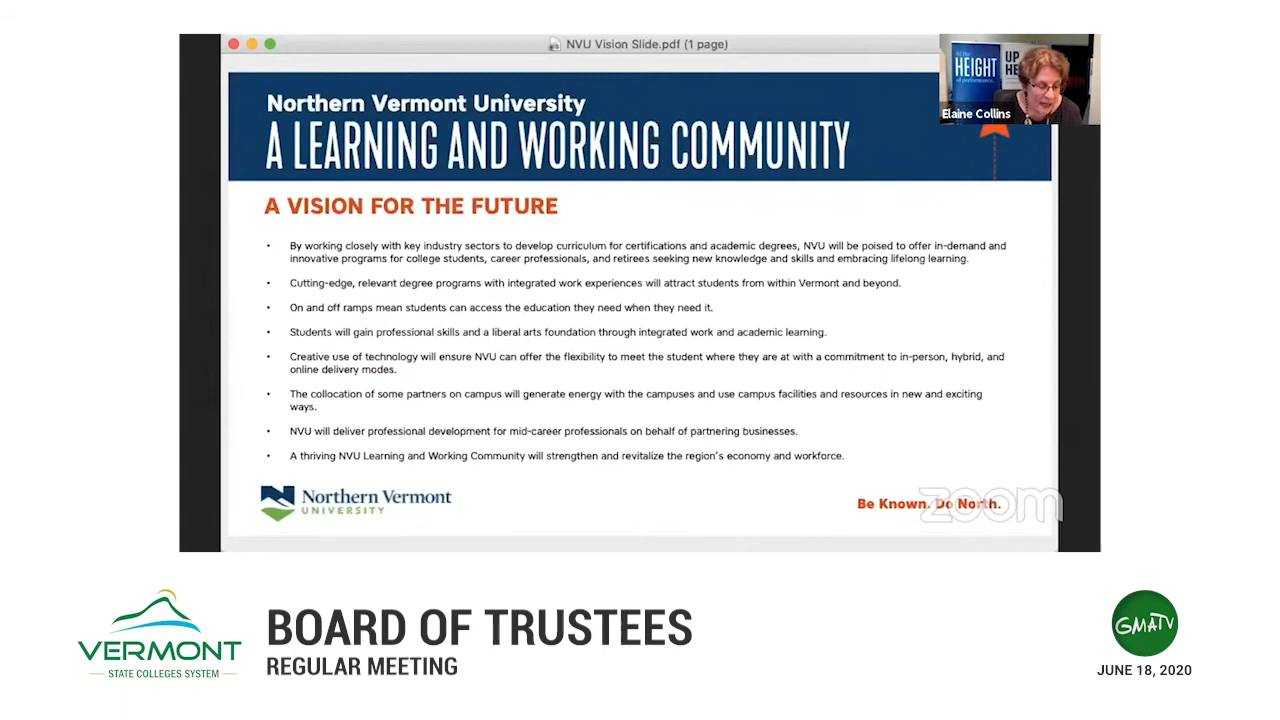 NVU Vision Slide.pdf (1 page)
At the
HEIGHT
of performance.
UP
HE
TH
Elaine Collins
Northern Vermont University
A LEARNING AND WORKING COMMUNITY
A VISION FOR THE FUTURE
• By working closely with key industry sectors to develop curriculum for certifications and academic degrees, NVU will be poised to offer in-demand and
innovative programs for college students, career professionals, and retirees seeking new knowledge and skills and embracing lifelong learning.
• Cutting-edge, relevant degree programs with integrated work experiences will attract students from within Vermont and beyond.
• On and off ramps mean students can access the education they need when they need it.
• Students will gain professional skills and a liberal arts foundation through integrated work and academic learning.
• Creative use of technology will ensure NVU can offer the flexibility to meet the student where they are at with a commitment to in-person, hybrid, and
online delivery modes.
• The collocation of some partners on campus will generate energy with the campuses and use campus facilities and resources in new and exciting
ways.
• NVU will deliver professional development for mid-career professionals on behalf of partnering businesses.
• A thriving NVU Learning and Working Community will strengthen and revitalize the region's economy and workforce.
Northern Vermont
UNIVERSITY
Be Known. Do North.
zoom
VERMONT
STATE COLLEGES SYSTEM
BOARD OF TRUSTEES
REGULAR MEETING
GMATV
JUNE 18, 2020